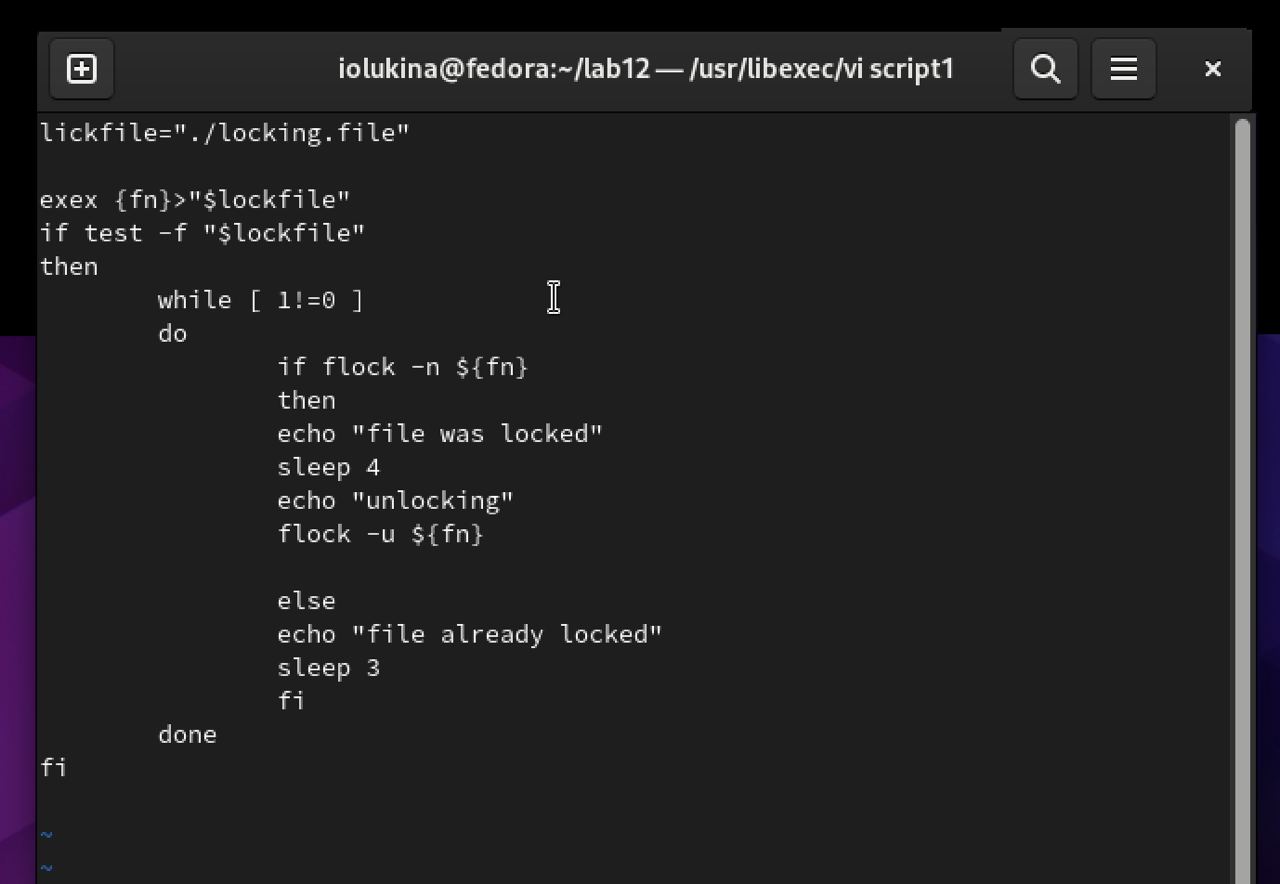 iolukina@fedora:~/lab12 — /usr/libexec/vi script1
lickfile="./locking.file"
exex {fn}>"$lockfile"
if test -f "$lockfile"
then
while [ 1!=0 ]
do
if flock -n ${fn}
then
echo "file was locked"
sleep 4
echo "unlocking"
flock -u ${fn}
else
echo "file already locked"
sleep 3
fi
done
fi
~
~